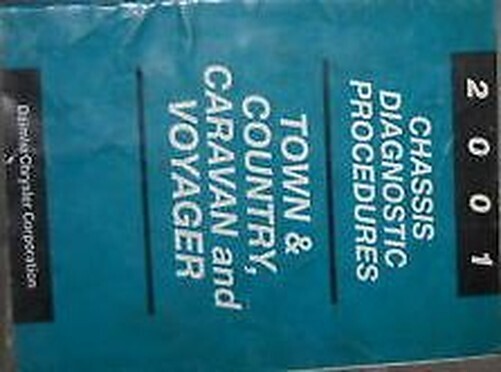 2001
CHASSIS
DIAGNOSTIC
PROCEDURES
TOWN &
COUNTRY,
CARAVAN and
VOYAGER
DaimlerChrysler Corporation